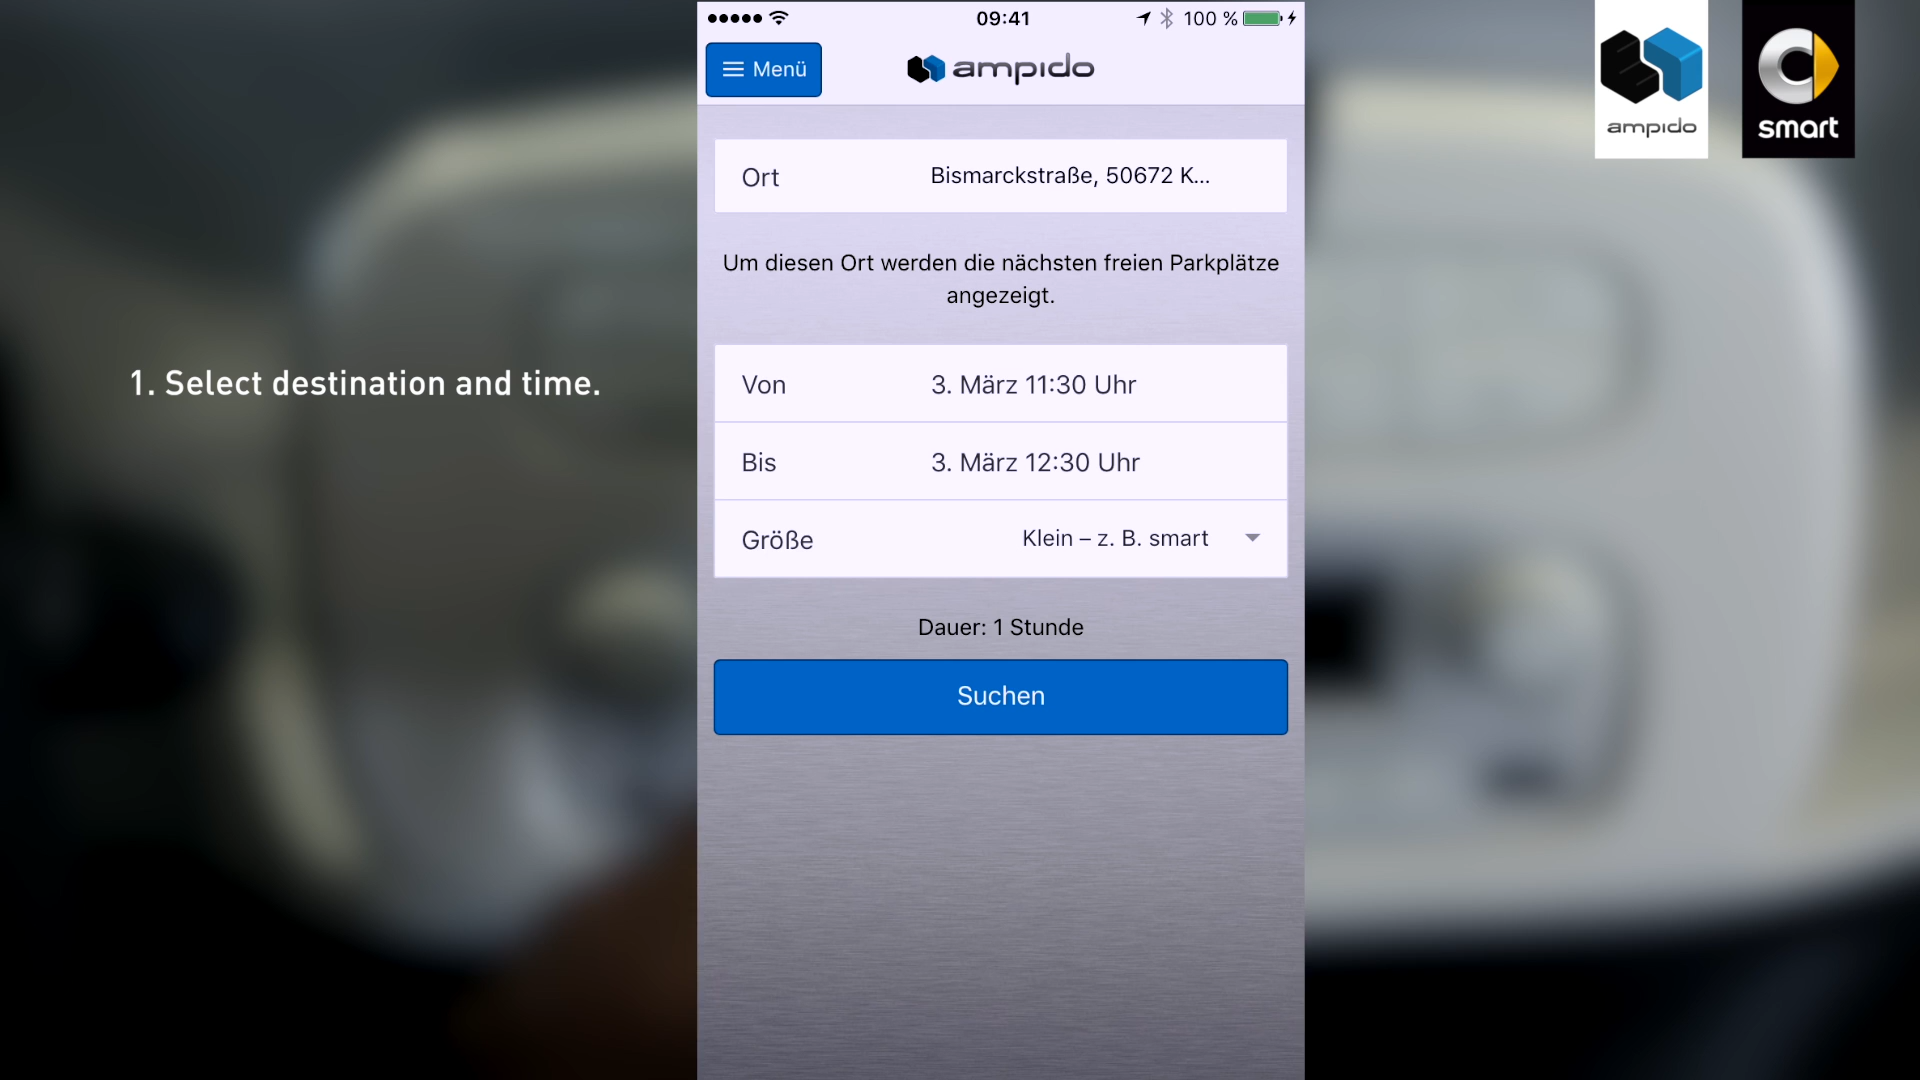 09:41
100 %
Menü
ampido
ampido
smart
Ort
Bismarckstraße, 50672 K...
Um diesen Ort werden die nächsten freien Parkplätze
angezeigt.
1. Select destination and time.
Von
3. März 11:30 Uhr
Bis
3. März 12:30 Uhr
Größe
Klein – z. B. smart
Dauer: 1 Stunde
Suchen